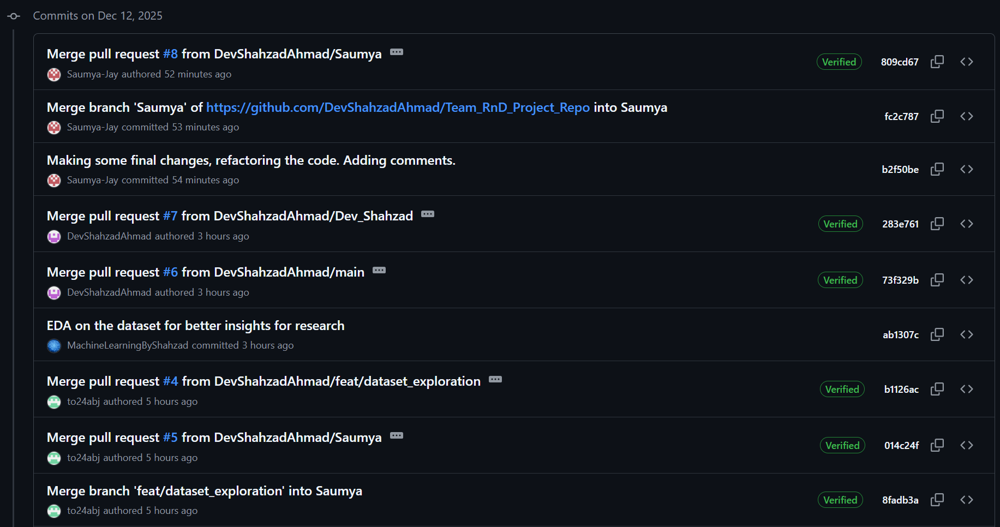 Commits on Dec 12, 2025
Merge pull request #8 from DevShahzadAhmad/Saumya
Verified 809cd67
Saumya-Jay authored 52 minutes ago
Merge branch 'Saumya' of https://github.com/DevShahzadAhmad/Team_RnD_Project_Repo into Saumya
fc2c787
Saumya-Jay committed 53 minutes ago
Making some final changes, refactoring the code. Adding comments.
b2f50be
Saumya-Jay committed 54 minutes ago
Merge pull request #7 from DevShahzadAhmad/Dev_Shahzad
Verified 283e761
DevShahzadAhmad authored 3 hours ago
Merge pull request #6 from DevShahzadAhmad/main
Verified 73f329b
DevShahzadAhmad authored 3 hours ago
EDA on the dataset for better insights for research
ab1307c
MachineLearningByShahzad committed 3 hours ago
Merge pull request #4 from DevShahzadAhmad/feat/dataset_exploration
Verified b1126ac
to24abj authored 5 hours ago
Merge pull request #5 from DevShahzadAhmad/Saumya
Verified 014c24f
to24abj authored 5 hours ago
Merge branch 'feat/dataset_exploration' into Saumya
Verified 8fadb3a
to24abj authored 5 hours ago